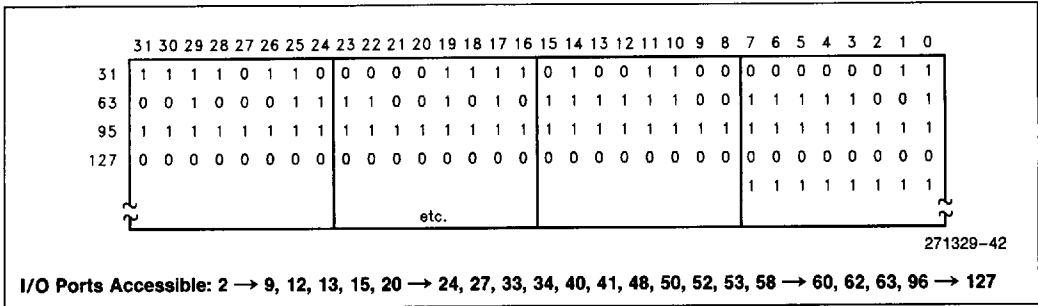 31 30 29 28 27 26 25 24 23 22 21 20 19 18 17 16 15 14 13 12 11 10 9 8 7 6 5 4 3 2 1 0
31 1 1 1 1 0 1 1 0 0 0 0 0 1 1 1 1 0 1 0 0 1 1 0 0 0 0 0 0 0 0 1 1
63 0 0 1 0 0 0 1 1 1 1 0 0 1 0 1 0 1 1 1 1 1 1 0 0 1 1 1 1 1 0 0 1
95 1 1 1 1 1 1 1 1 1 1 1 1 1 1 1 1 1 1 1 1 1 1 1 1 1 1 1 1 1 1 1 1
127 0 0 0 0 0 0 0 0 0 0 0 0 0 0 0 0 0 0 0 0 0 0 0 0 0 0 0 0 0 0 0 0
1 1 1 1 1 1 1 1
etc.
271329-42
I/O Ports Accessible: 2 → 9, 12, 13, 15, 20 → 24, 27, 33, 34, 40, 41, 48, 50, 52, 53, 58 → 60, 62, 63, 96 → 127